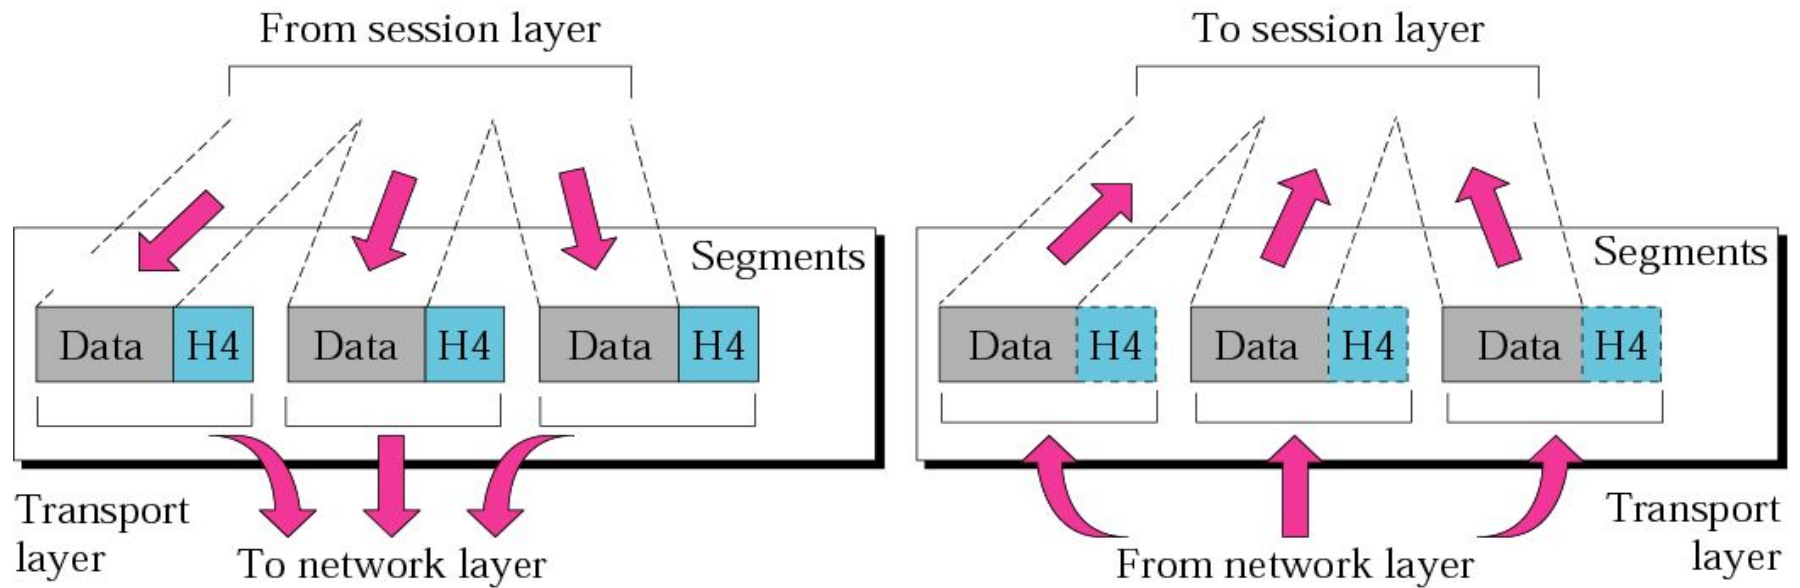 From session layer
Segments
Data H4 Data H4 Data H4
Transport
layer
To network layer
To session layer
Segments
Data H4 Data H4 Data H4
From network layer
Transport
layer